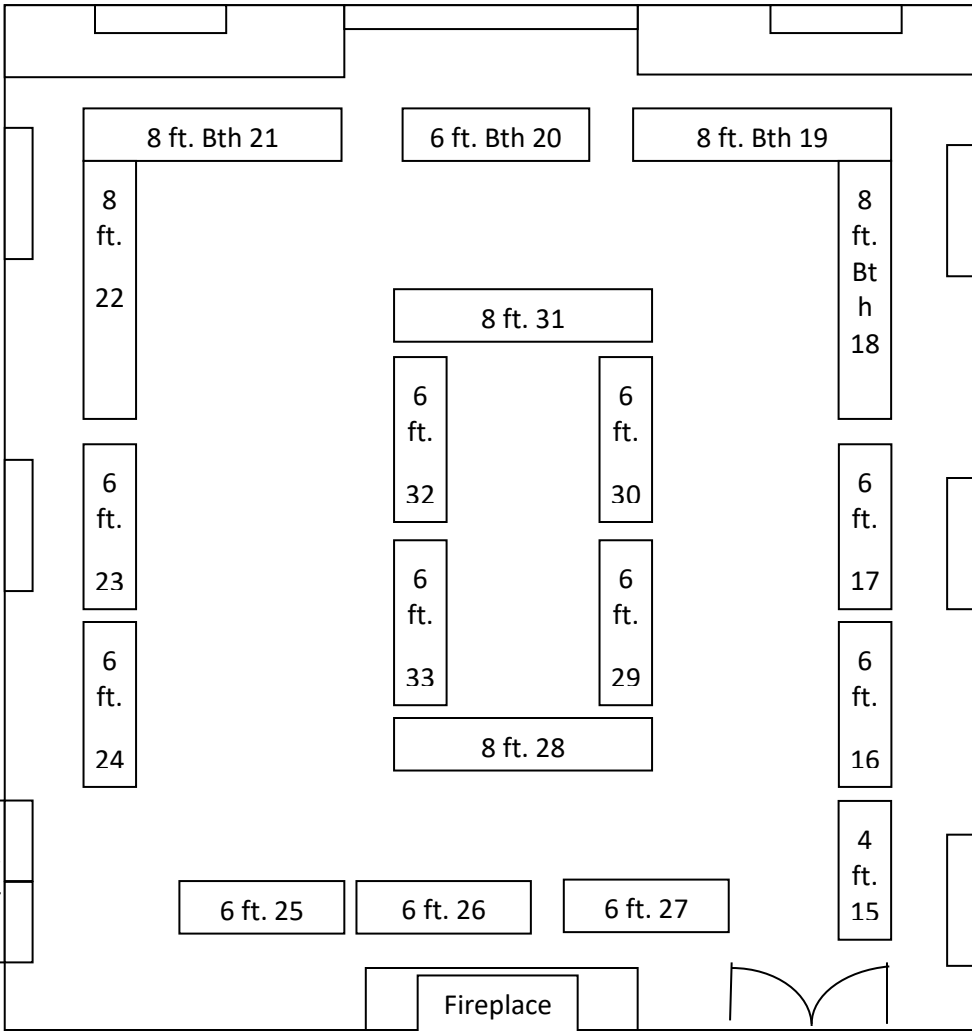 8 ft. Bth 21
6 ft. Bth 20
8 ft. Bth 19
8
ft.
22
8
ft.
Bt
h
18
8 ft. 31
6
ft.
32
6
ft.
30
6
ft.
23
6
ft.
17
6
ft.
33
6
ft.
29
6
ft.
24
6
ft.
16
8 ft. 28
4
ft.
15
6 ft. 25
6 ft. 26
6 ft. 27
Fireplace